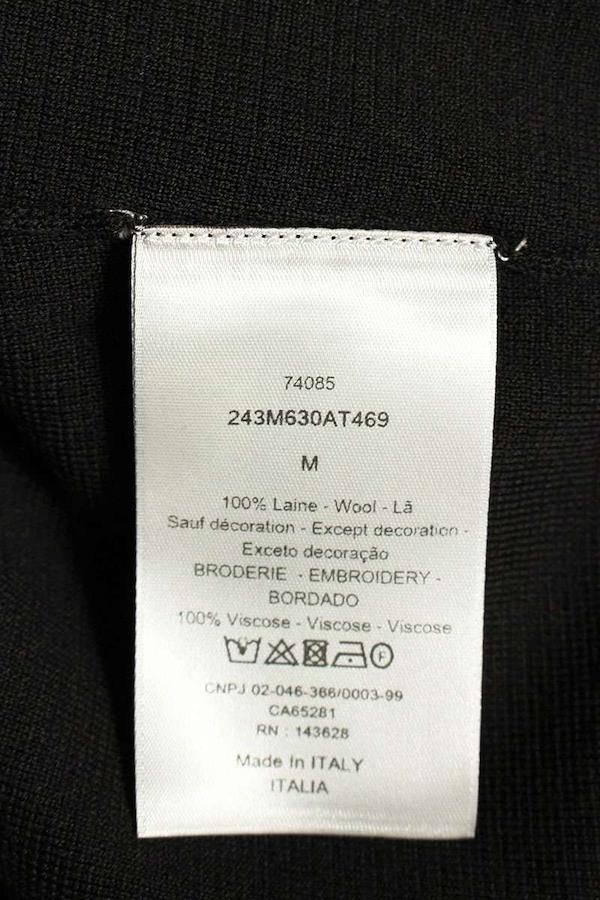 74085
243M630AT469
M
100% Laine - Wool - Lã
Sauf décoration - Except decoration -
Exceto decoração
BRODERIE - EMBROIDERY -
BORDADO
100% Viscose - Viscose - Viscose
F
CNPJ 02-046-366/0003-99
CA65281
RN : 143628
Made In ITALY
ITALIA